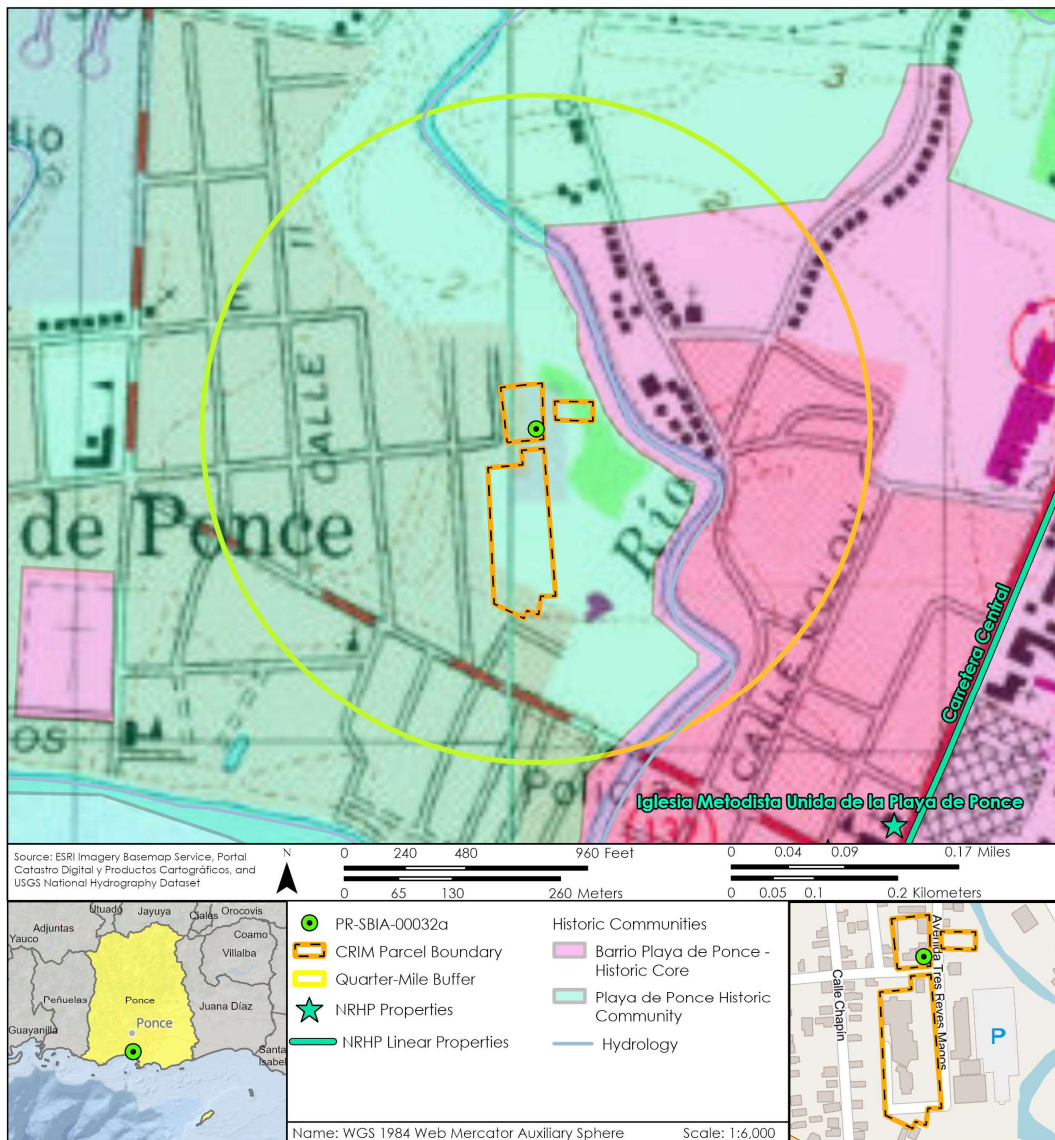 3
2
2
tio
CALLE 11
E
de Ponce
Río
CALLE COLON
Carretera Central
os
Iglesia Metodista Unida de la Playa de Ponce
Source: ESRI Imagery Basemap Service, Portal
Catastro Digital y Productos Cartográficos, and
USGS National Hydrography Dataset
N
0 240 480 960 Feet
0 65 130 260 Meters
0 0.04 0.09 0.17 Miles
0 0.05 0.1 0.2 Kilometers
Utuado
Jayuya
Ciales
Orocovis
Adjuntas
Coamo
Yauco
Villalba
Peñuelas
Ponce
Juana Díaz
Ponce
Guayanilla
Santa
Isabel
PR-SBIA-00032a
CRIM Parcel Boundary
Quarter-Mile Buffer
NRHP Properties
NRHP Linear Properties
Historic Communities
Barrio Playa de Ponce -
Historic Core
Playa de Ponce Historic
Community
Hydrology
Name: WGS 1984 Web Mercator Auxiliary Sphere
Scale: 1:6,000
Calle Chapin
Avenida Tres Reyes Magos
P